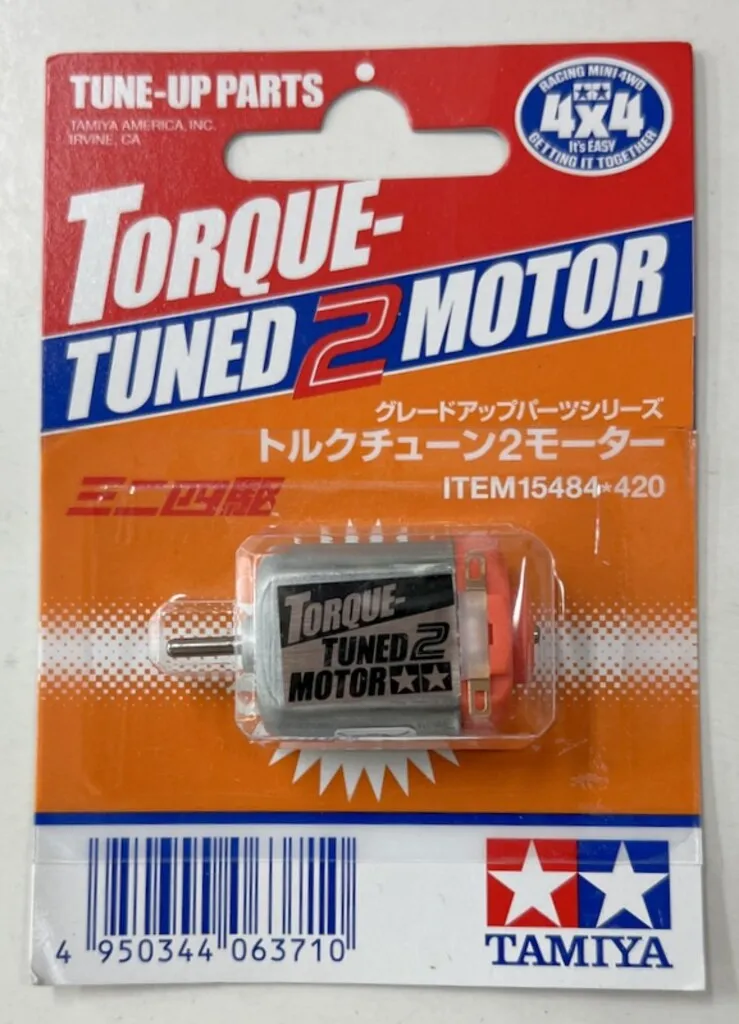 TUNE-UP PARTS
TAMIYA AMERICA, INC.
IRVINE, CA
RACING MINI 4WD
4x4
It's EASY
GETTING IT TOGETHER
TORQUE-
TUNED 2 MOTOR
グレードアップパーツシリーズ
トルクチューン2モーター
ミニ四駆
ITEM 15484*420
TORQUE-
TUNED 2
MOTOR
4 950344 063710
TAMIYA